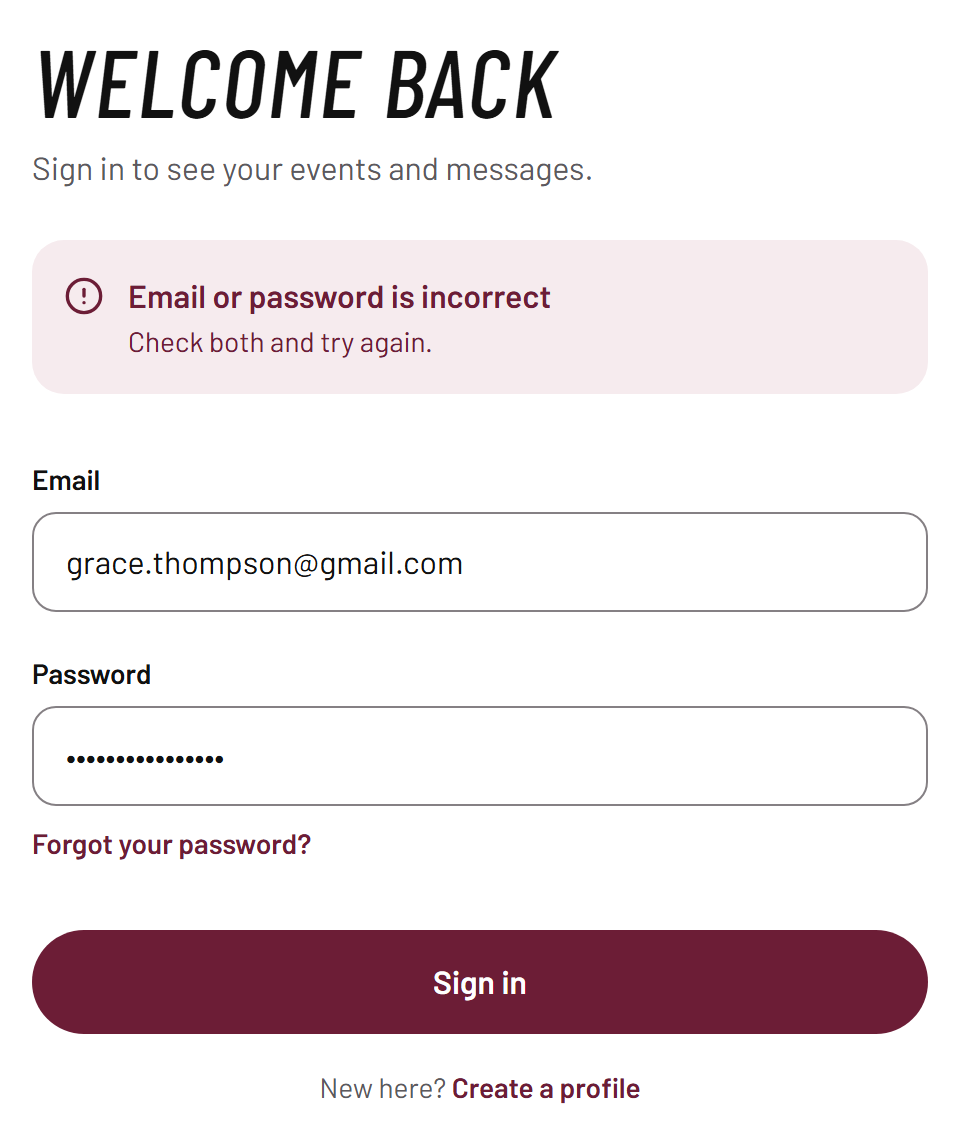 WELCOME BACK
Sign in to see your events and messages.
Email or password is incorrect
Check both and try again.
Email
grace.thompson@gmail.com
Password
••••••••••••••••
Forgot your password?
Sign in
New here? Create a profile